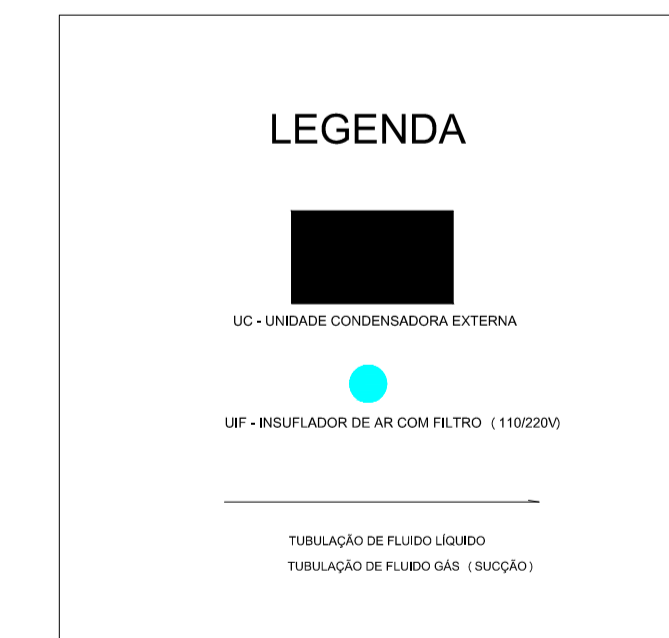 LEGENDA
UC - UNIDADE CONDENSADORA EXTERNA
UIF - INSUFLADOR DE AR COM FILTRO ( 110/220V)
TUBULAÇÃO DE FLUIDO LÍQUIDO
TUBULAÇÃO DE FLUIDO GÁS ( SUCÇÃO )